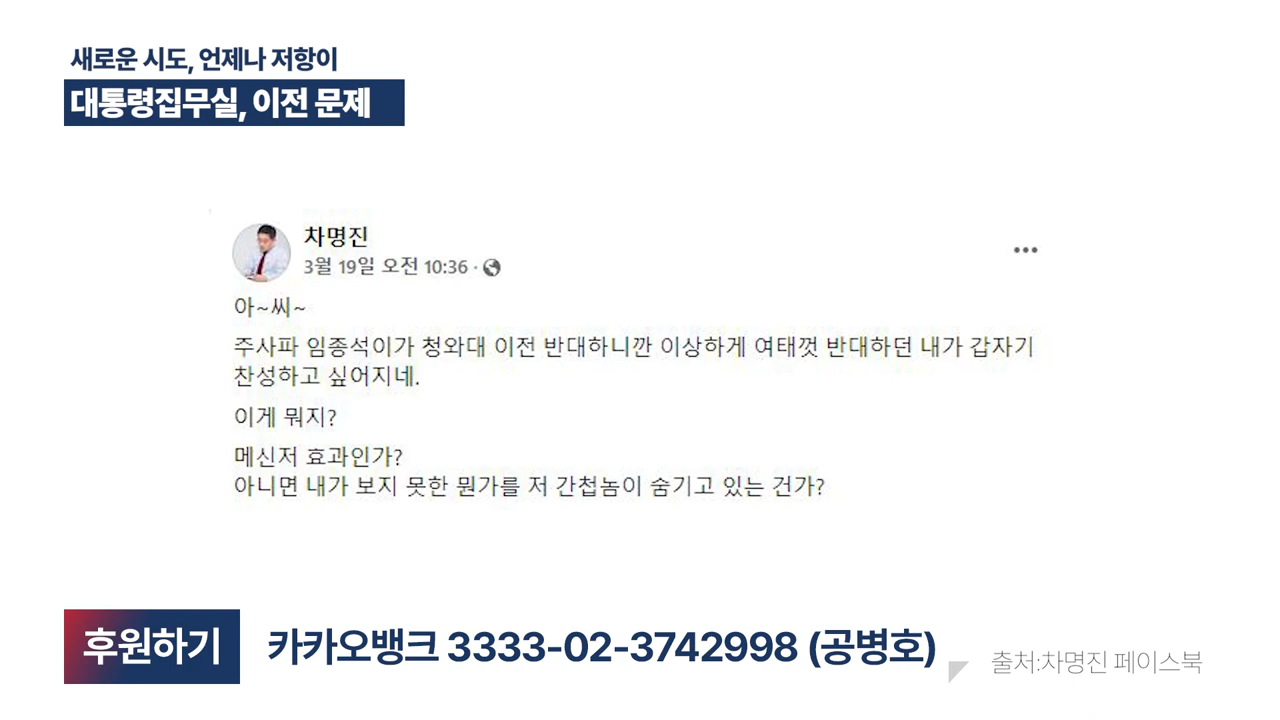 새로운 시도, 언제나 저항이
대통령집무실, 이전 문제
차명진
3월 19일 오전 10:36 ·
아~씨~
주사파 임종석이가 청와대 이전 반대하니깐 이상하게 여태껏 반대하던 내가 갑자기
찬성하고 싶어지네.
이게 뭐지?
메신저 효과인가?
아니면 내가 보지 못한 뭔가를 저 간첩놈이 숨기고 있는 건가?
후원하기 카카오뱅크 3333-02-3742998 (공병호)
출처:차명진 페이스북